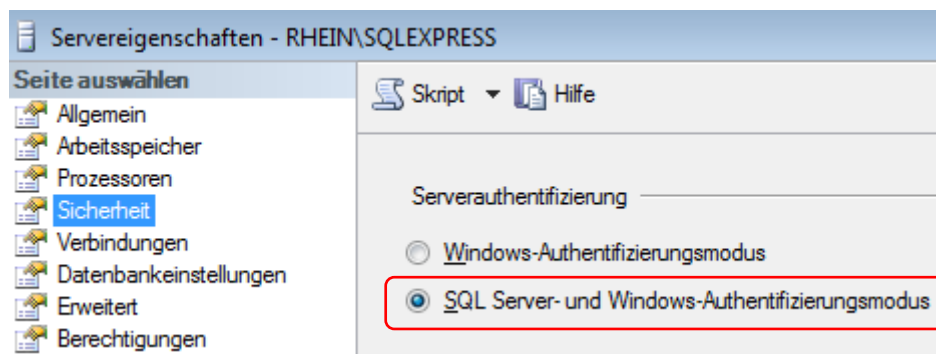 Servereigenschaften - RHEIN\SQLEXPRESS
Seite auswählen
Allgemein
Arbeitsspeicher
Prozessoren
Sicherheit
Verbindungen
Datenbankeinstellungen
Erweitert
Berechtigungen
Skript
Hilfe
Serverauthentifizierung
Windows-Authentifizierungsmodus
SQL Server- und Windows-Authentifizierungsmodus